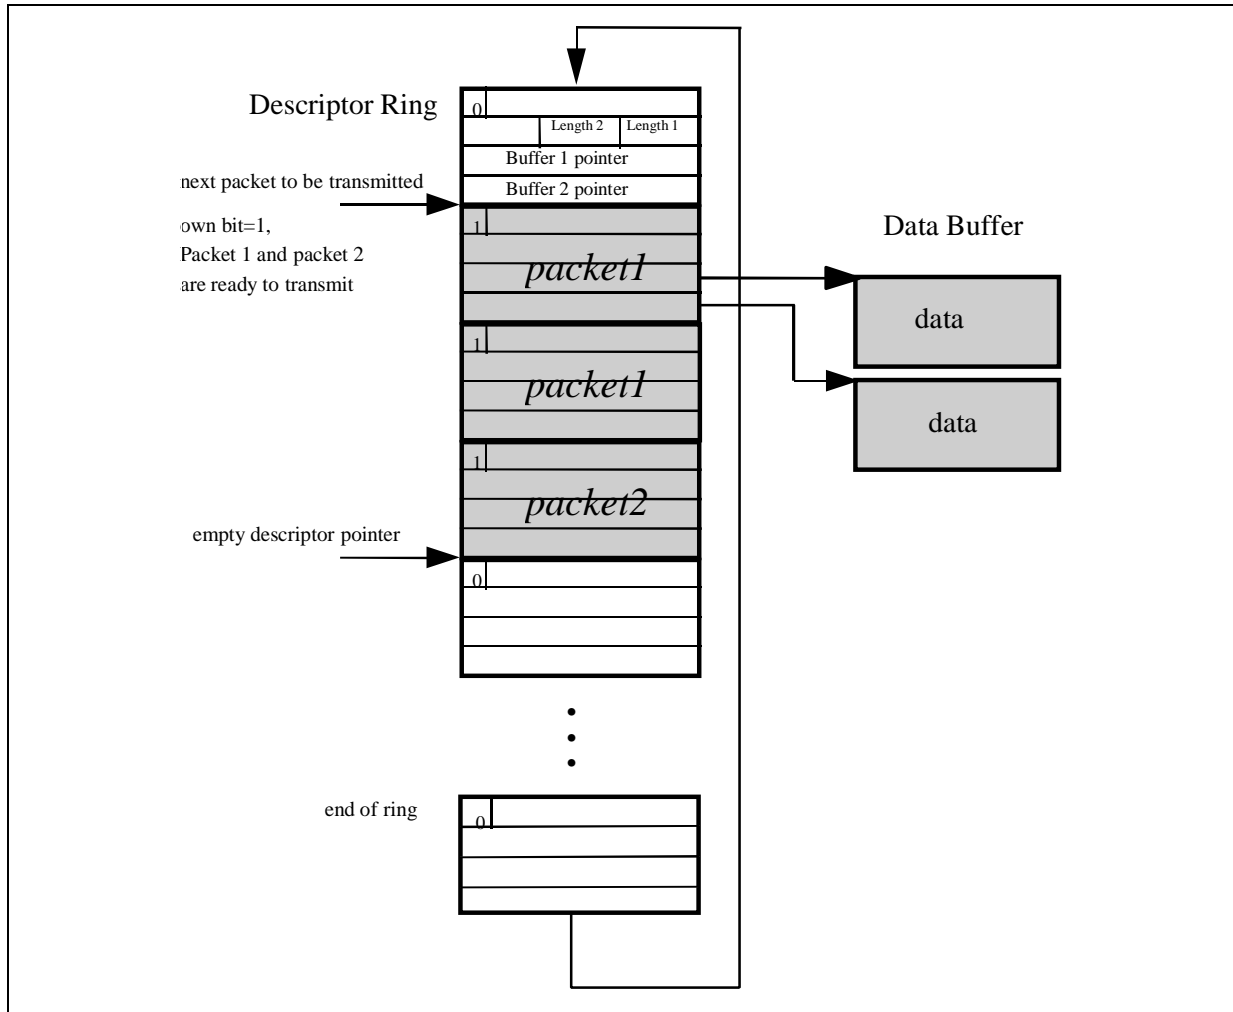 Descriptor Ring
0
Length 2 Length 1
Buffer 1 pointer
Buffer 2 pointer
next packet to be transmitted
own bit=1,
Packet 1 and packet 2
are ready to transmit
1
packet1
Data Buffer
data
1
packet1
data
1
packet2
empty descriptor pointer
0
end of ring
0